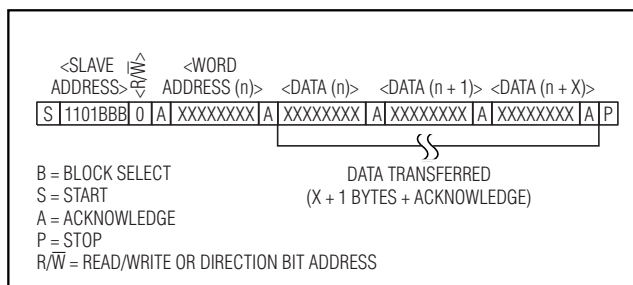 <SLAVE ADDRESS>
<R/W̅>
<WORD ADDRESS (n)>
<DATA (n)>
<DATA (n + 1)>
<DATA (n + X)>
S 1101BBB 0 A XXXXXXXX A XXXXXXXX A XXXXXXXX A XXXXXXXX A P
DATA TRANSFERRED
(X + 1 BYTES + ACKNOWLEDGE)
B = BLOCK SELECT
S = START
A = ACKNOWLEDGE
P = STOP
R/W̅ = READ/WRITE OR DIRECTION BIT ADDRESS